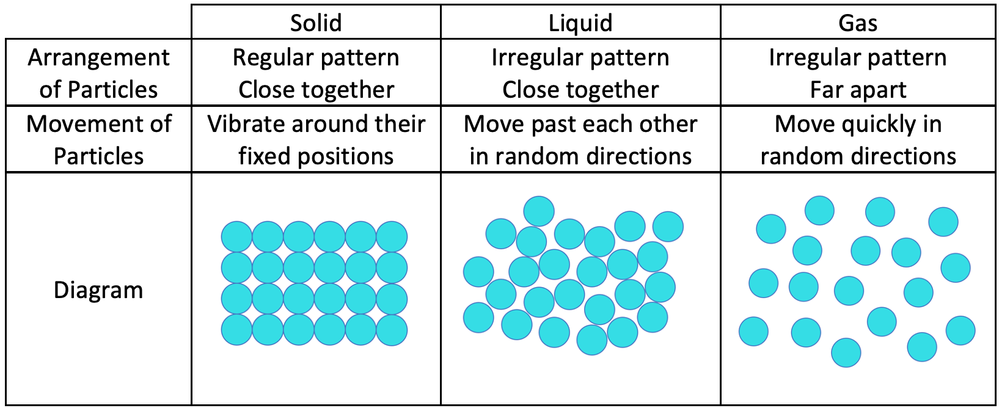 Solid
Liquid
Gas
Arrangement
of Particles
Regular pattern
Close together
Irregular pattern
Close together
Irregular pattern
Far apart
Movement of
Particles
Vibrate around their
fixed positions
Move past each other
in random directions
Move quickly in
random directions
Diagram